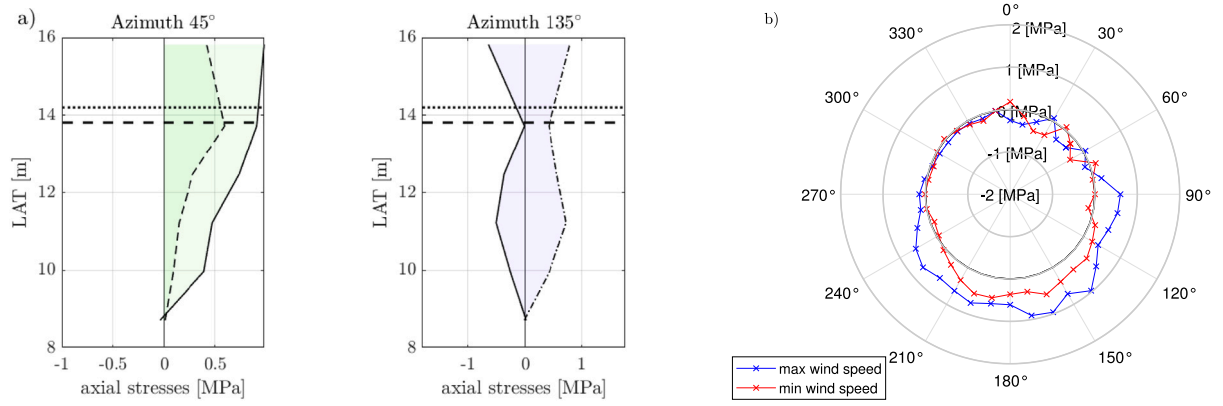 a)
Azimuth 45°
LAT [m]
16
14
12
10
8
-1
-0.5
0
0.5
axial stresses [MPa]
Azimuth 135°
LAT [m]
16
14
12
10
8
-1
0
1
axial stresses [MPa]
b)
0°
30°
60°
90°
120°
150°
180°
210°
240°
270°
300°
330°
2 [MPa]
1 [MPa]
0 [MPa]
-1 [MPa]
-2 [MPa]
max wind speed
min wind speed